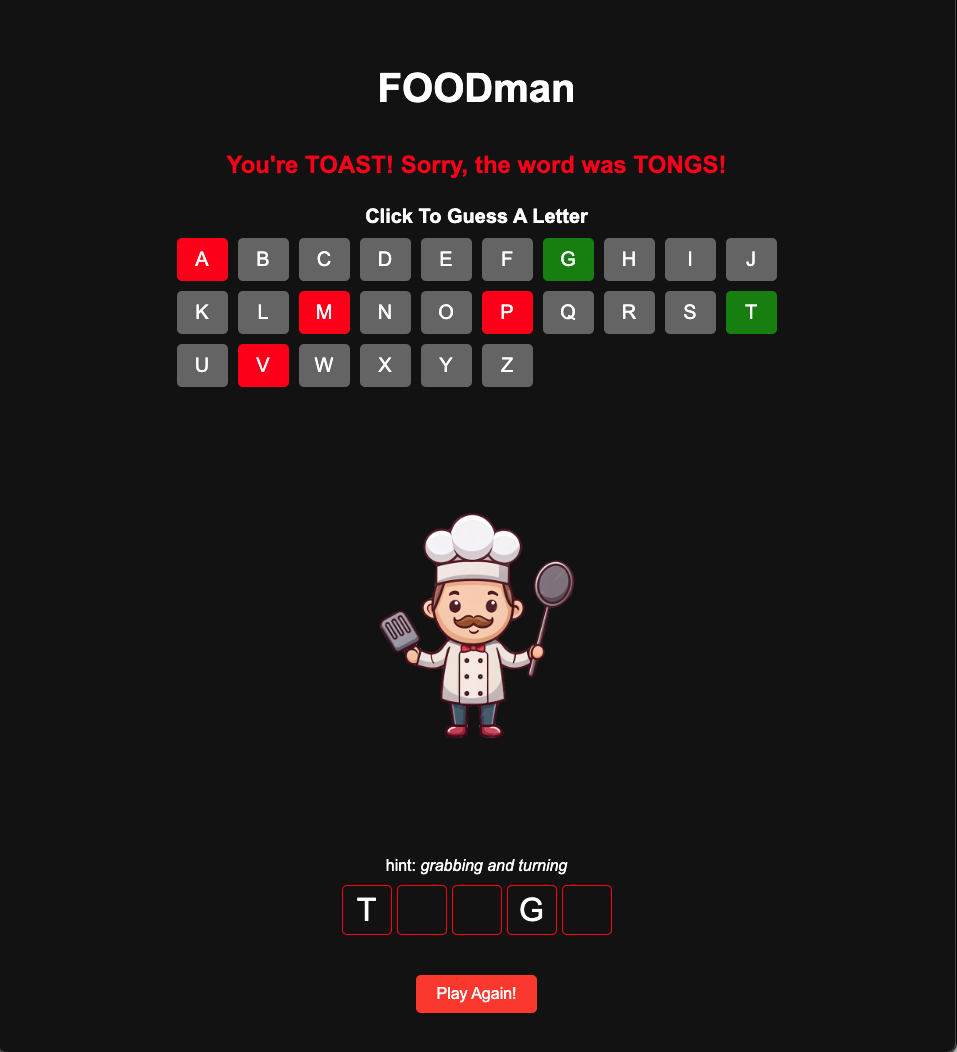 FOODman
You're TOAST! Sorry, the word was TONGS!
Click To Guess A Letter
A B C D E F G H I J
K L M N O P Q R S T
U V W X Y Z
hint: grabbing and turning
T G
Play Again!